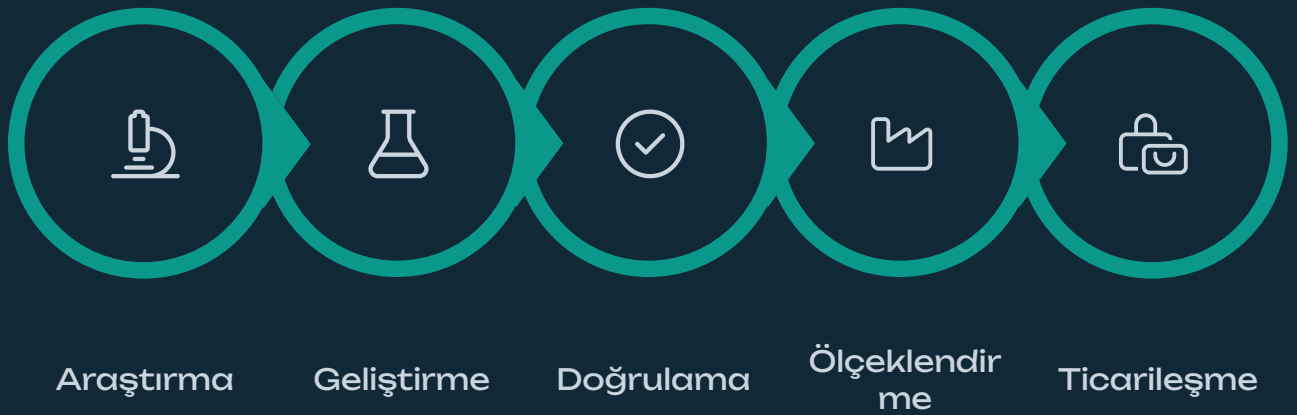 Araştırma
Geliştirme
Doğrulama
Ölçeklendir
me
Ticarileşme